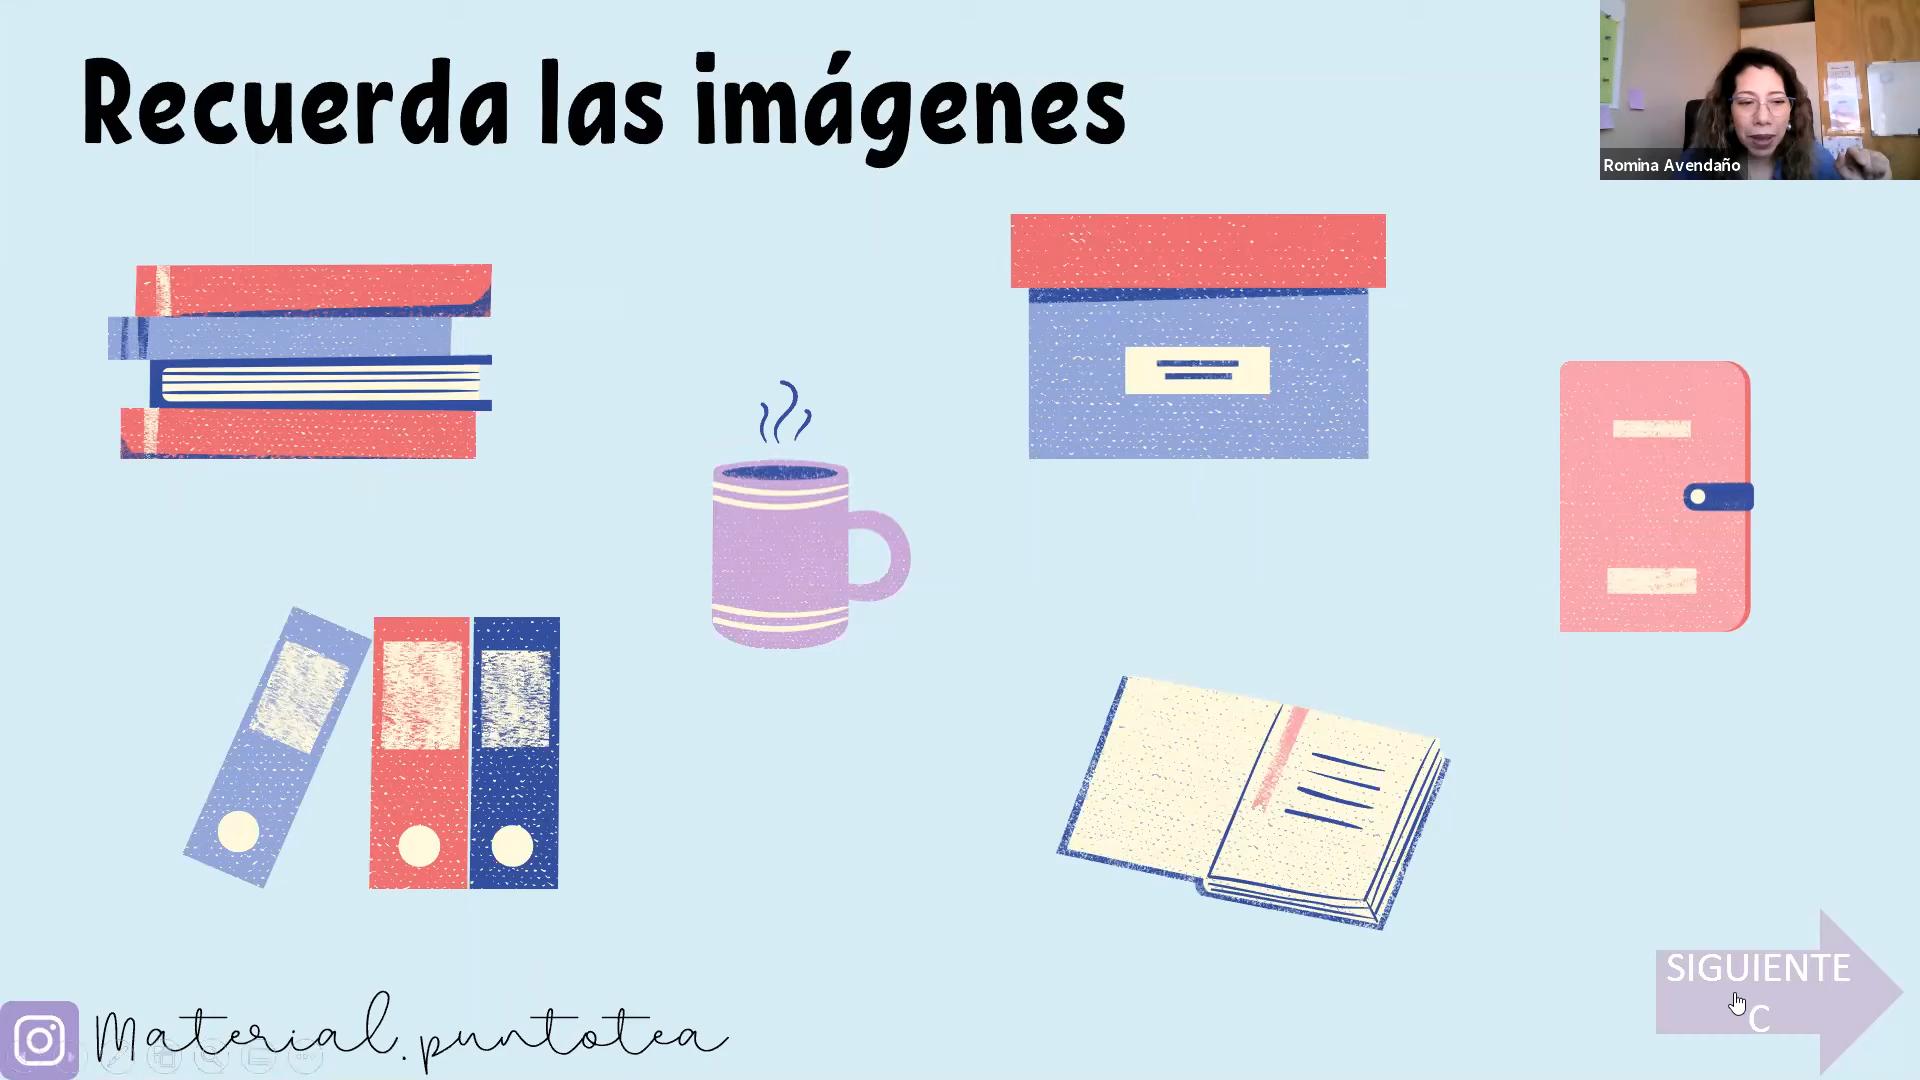 Recuerda las imágenes
Romina Avendaño
SIGUIENTE
C
Material.puntotea